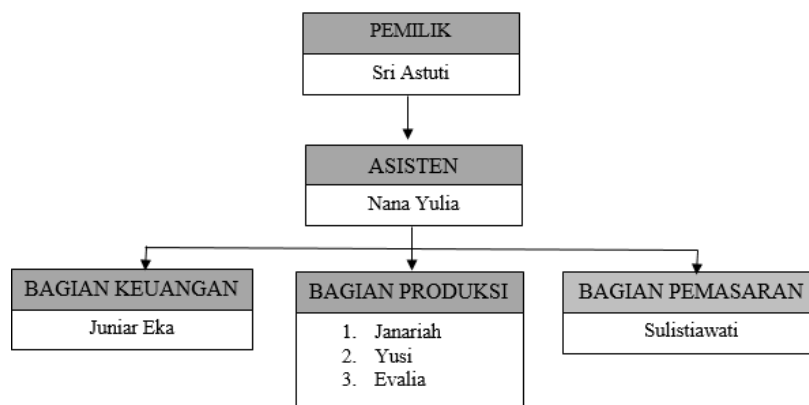 PEMILIK
Sri Astuti
ASISTEN
Nana Yulia
BAGIAN KEUANGAN
Juniar Eka
BAGIAN PRODUKSI
1. Janariah
2. Yusi
3. Evalia
BAGIAN PEMASARAN
Sulistiawati